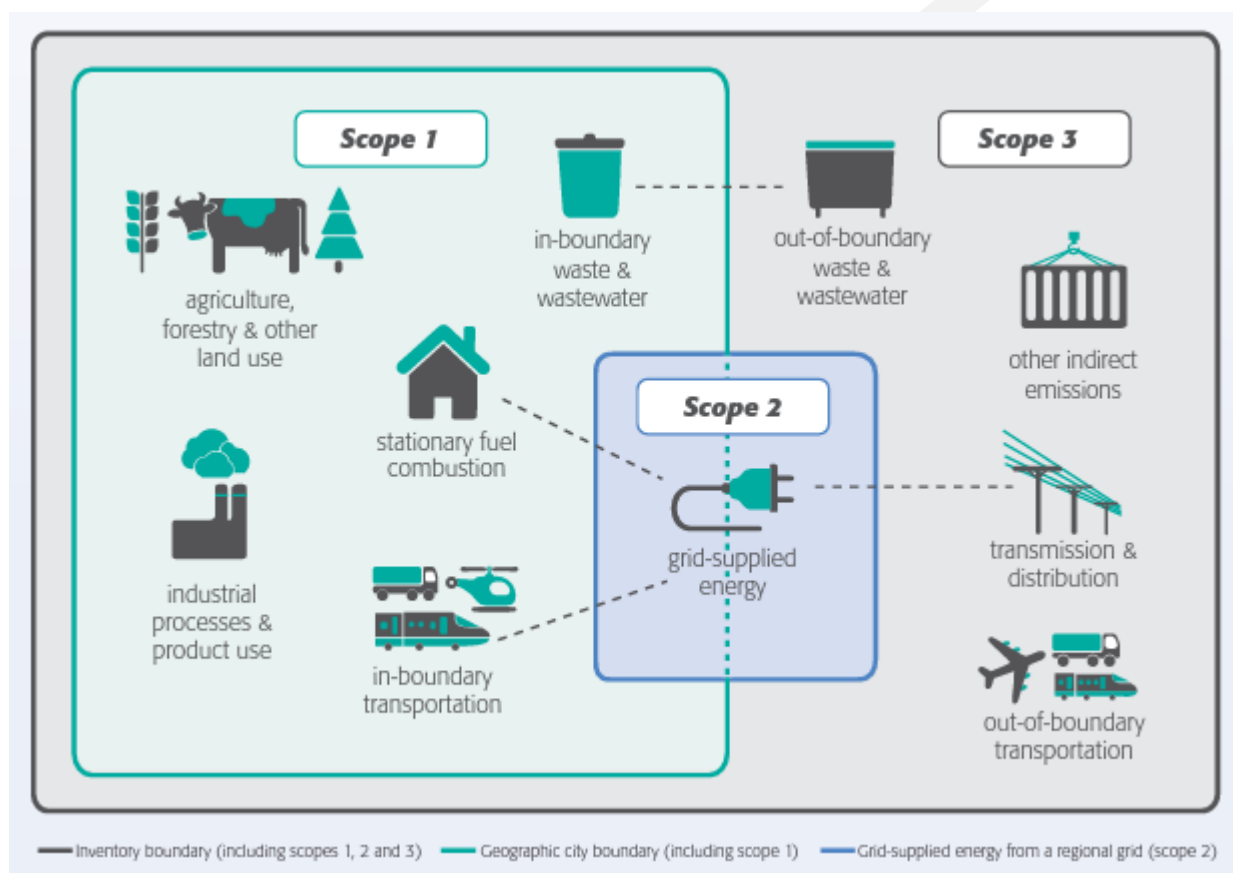 Scope 1
Scope 3
in-boundary
waste &
wastewater
out-of-boundary
waste &
wastewater
agriculture,
forestry & other
land use
other indirect
emissions
Scope 2
stationary fuel
combustion
grid-supplied
energy
transmission &
distribution
industrial
processes &
product use
in-boundary
transportation
out-of-boundary
transportation
Inventory boundary (including scopes 1, 2 and 3)
Geographic city boundary (including scope 1)
Grid-supplied energy from a regional grid (scope 2)